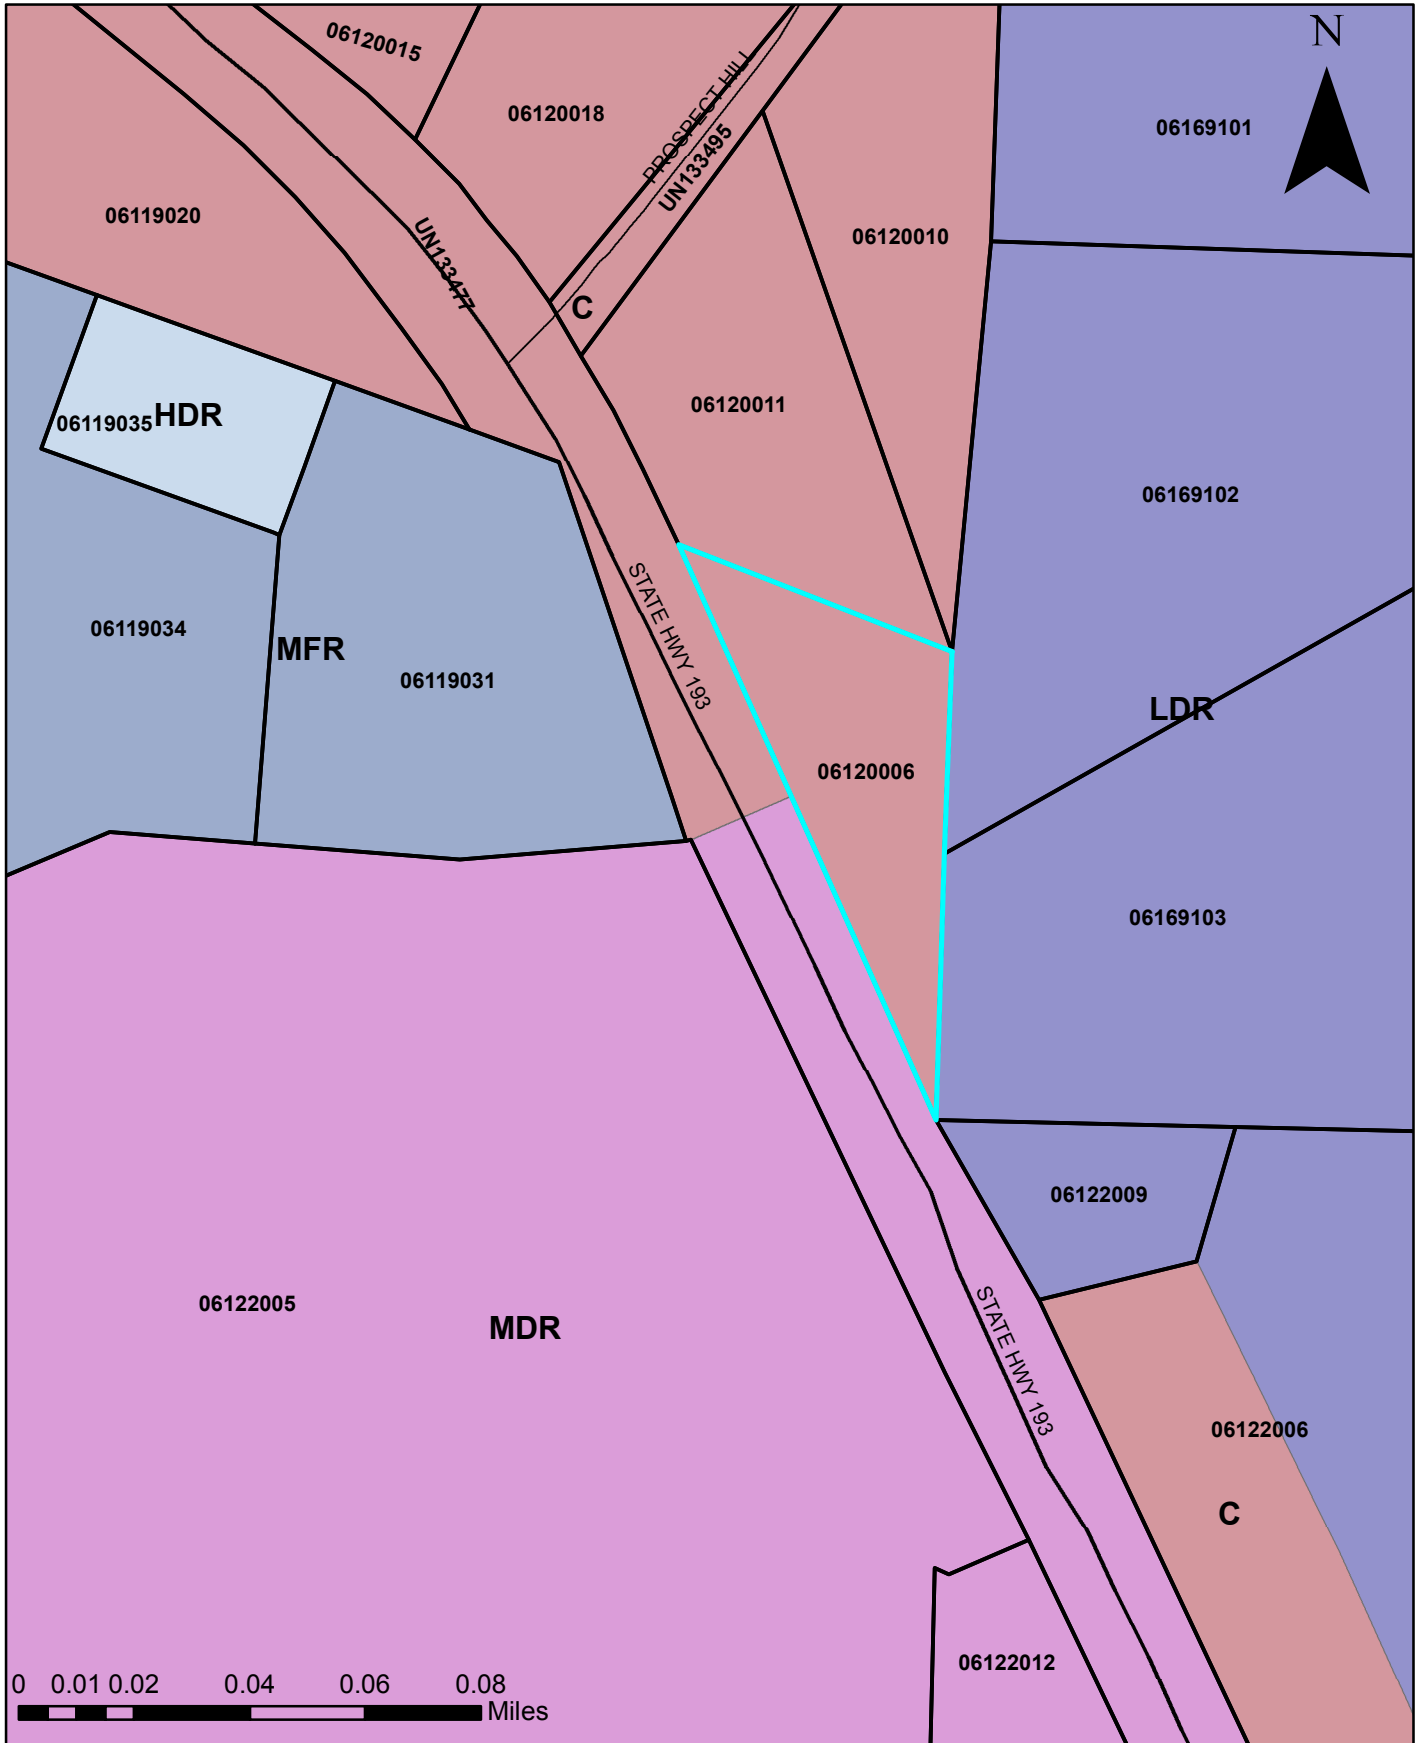 N
06120015
06120018
PROSPECT HILL
UN133495
06169101
06119020
UN133477
06120010
C
06120011
06119035
HDR
06169102
STATE HWY 193
06119034
MFR
06119031
LDR
06120006
06169103
06122009
06122005
MDR
STATE HWY 193
06122006
C
06122012
0 0.01 0.02 0.04 0.06 0.08
Miles